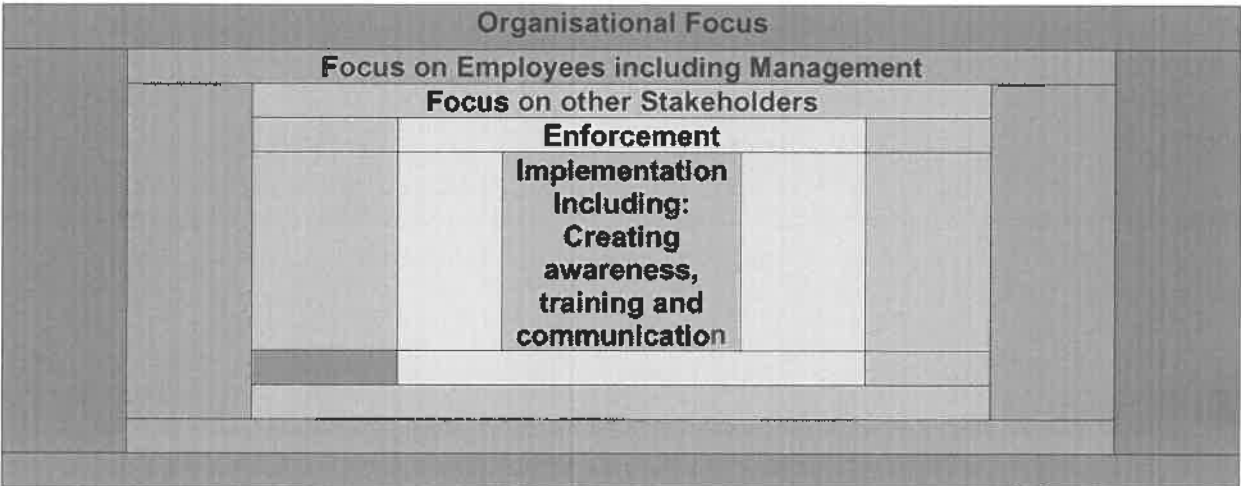 Organisational Focus
Focus on Employees including Management
Focus on other Stakeholders
Enforcement
Implementation
Including:
Creating
awareness,
training and
communication